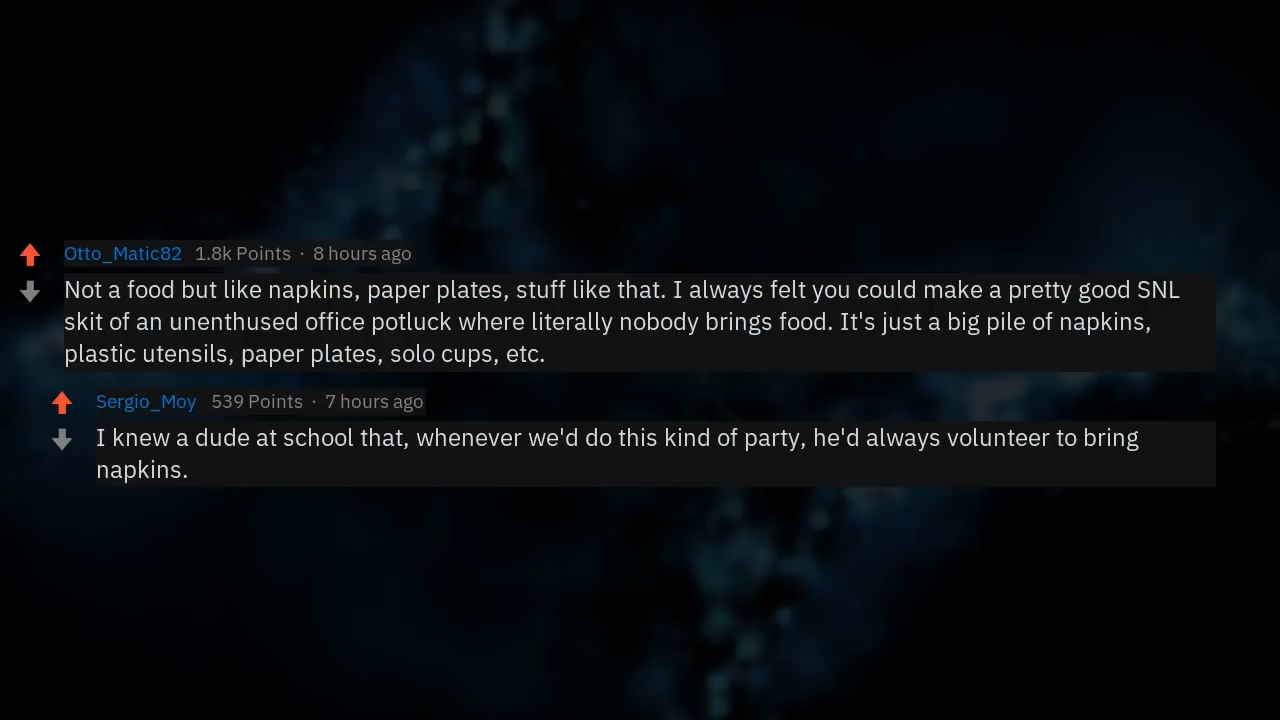 Otto_Matic82 1.8k Points · 8 hours ago
Not a food but like napkins, paper plates, stuff like that. I always felt you could make a pretty good SNL
skit of an unenthused office potluck where literally nobody brings food. It's just a big pile of napkins,
plastic utensils, paper plates, solo cups, etc.
Sergio_Moy 539 Points · 7 hours ago
I knew a dude at school that, whenever we'd do this kind of party, he'd always volunteer to bring
napkins.